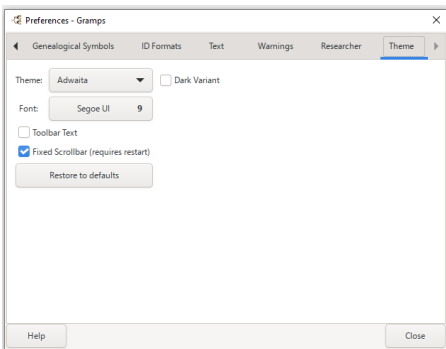 Preferences - Gramps
Genealogical Symbols ID Formats Text Warnings Researcher Theme
Theme: Adwaita Dark Variant
Font: Segoe UI 9
Toolbar Text
Fixed Scrollbar (requires restart)
Restore to defaults
Help Close